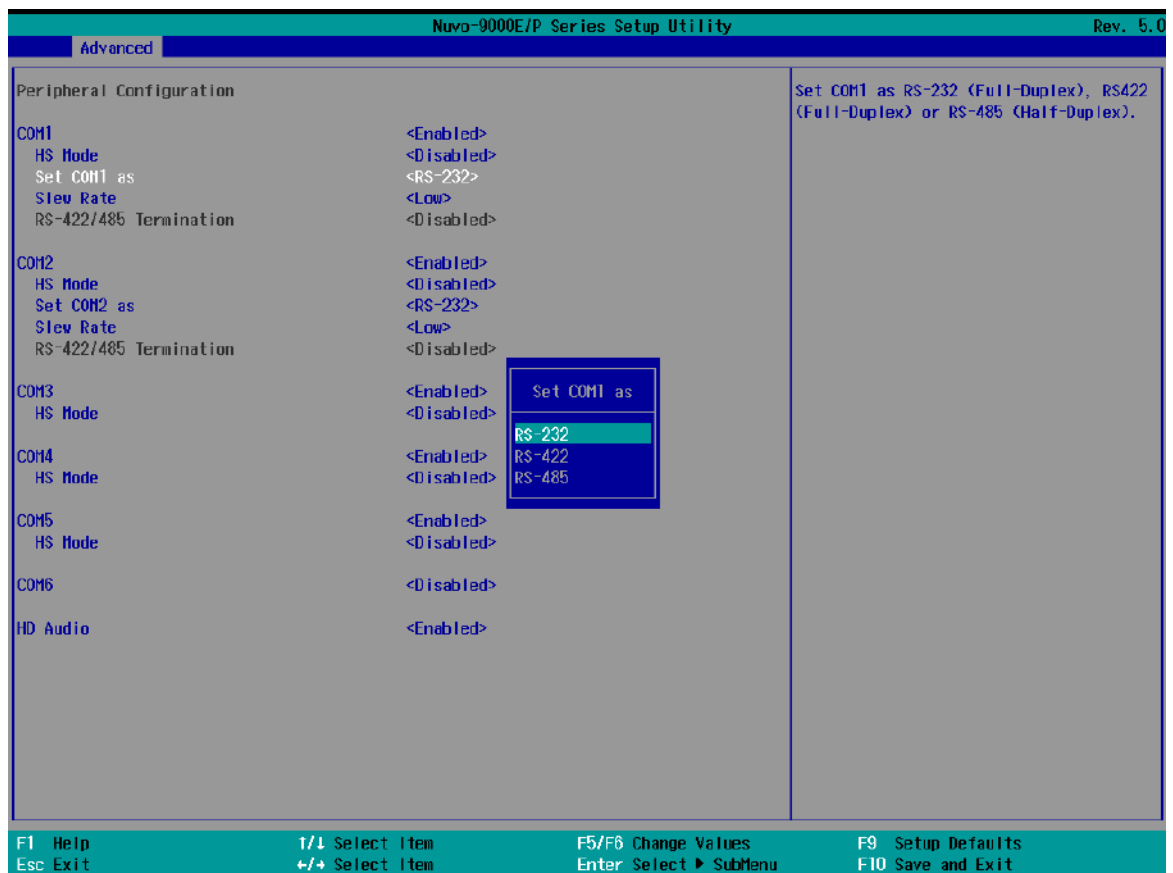 Nuvo-9000E/P Series Setup Utility Rev. 5.0
Advanced
Peripheral Configuration
COM1 <Enabled>
HS Mode <Disabled>
Set COM1 as <RS-232>
Slew Rate <Low>
RS-422/485 Termination <Disabled>
COM2 <Enabled>
HS Mode <Disabled>
Set COM2 as <RS-232>
Slew Rate <Low>
RS-422/485 Termination <Disabled>
COM3 <Enabled>
HS Mode <Disabled>
COM4 <Enabled>
HS Mode <Disabled>
COM5 <Enabled>
HS Mode <Disabled>
COM6 <Disabled>
HD Audio <Enabled>
Set COM1 as
RS-232
RS-422
RS-485
Set COM1 as RS-232 (Full-Duplex), RS422
(Full-Duplex) or RS-485 (Half-Duplex).
F1 Help ↑/↓ Select Item F5/F6 Change Values F9 Setup Defaults
Esc Exit ←/→ Select Item Enter Select ▶ SubMenu F10 Save and Exit